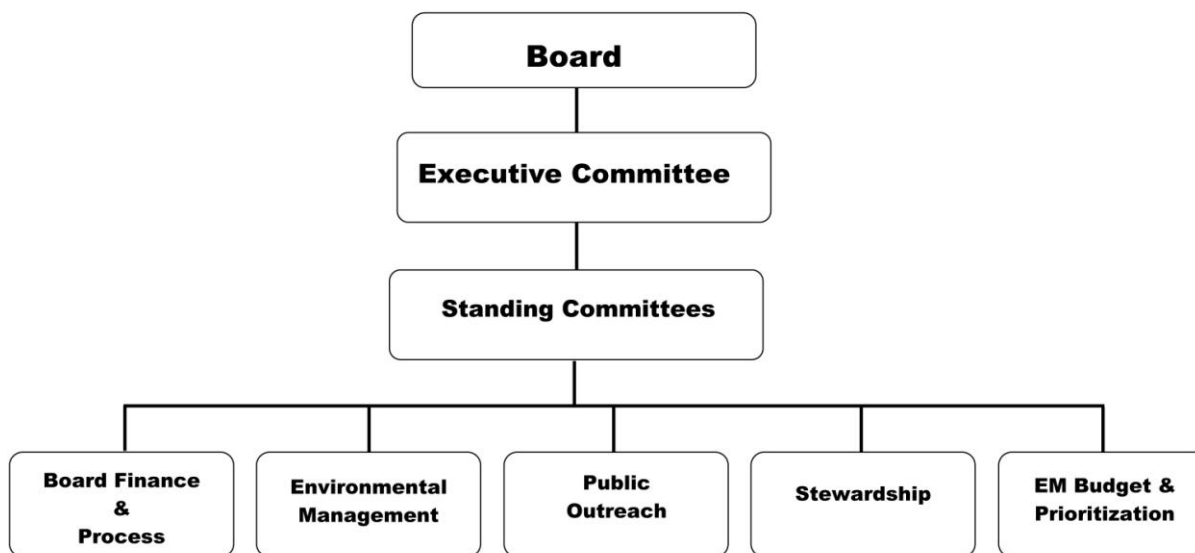 Board
Executive Committee
Standing Committees
Board Finance
&
Process
Environmental
Management
Public
Outreach
Stewardship
EM Budget &
Prioritization